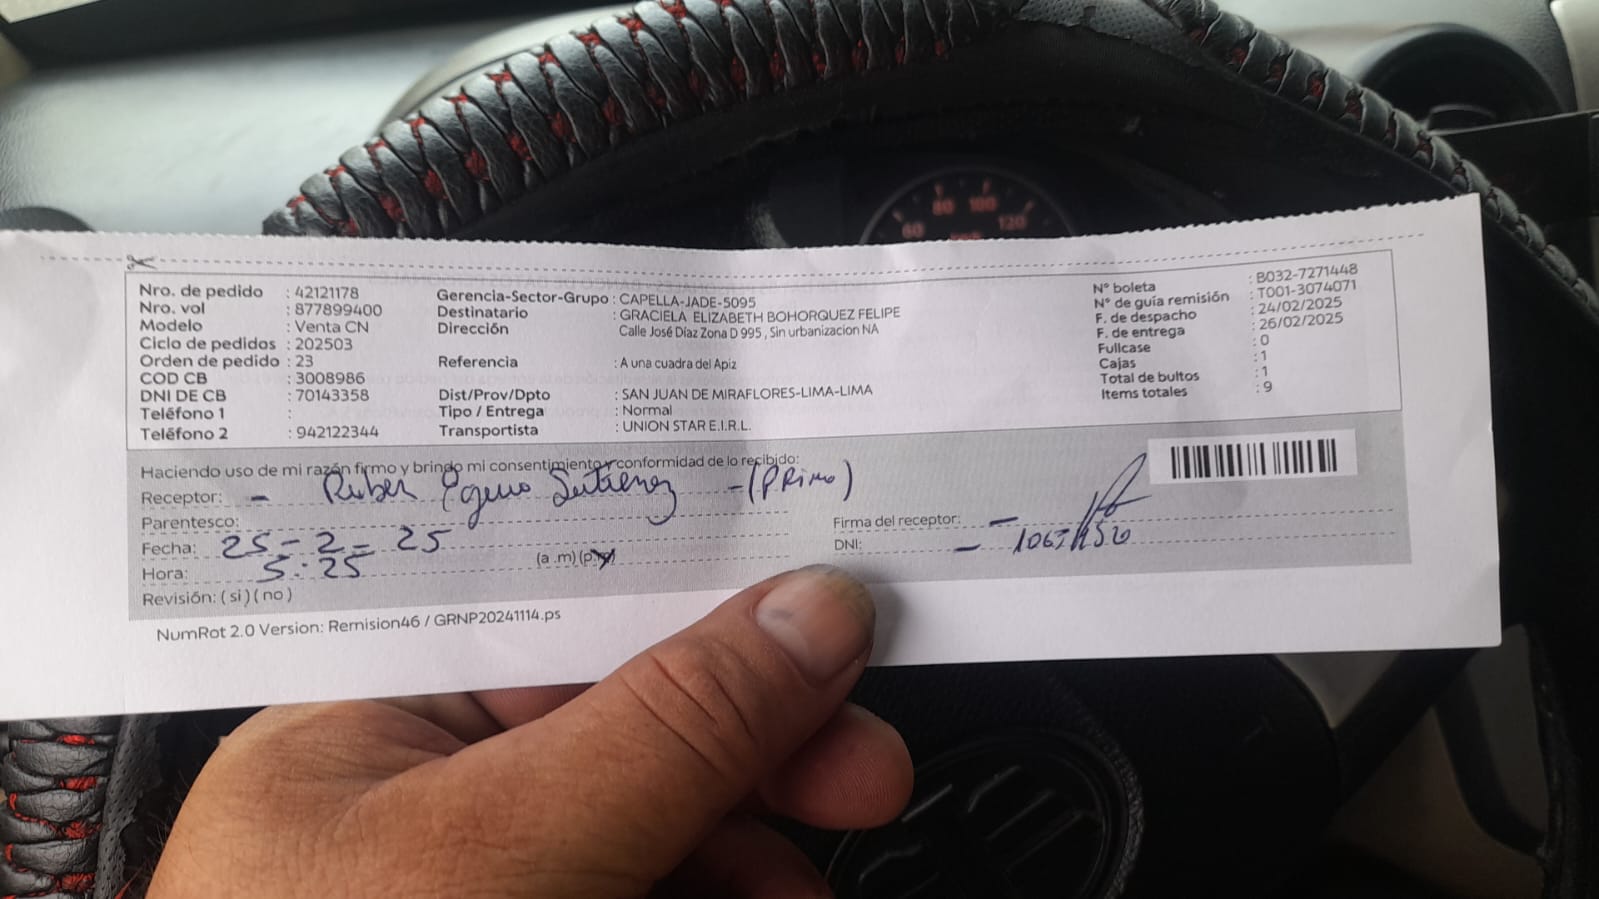 Nro. de pedido : 42121178
Nro. vol : 877899400
Modelo : Venta CN
Ciclo de pedidos : 202503
Orden de pedido : 23
COD CB : 3008986
DNI DE CB : 70143358
Teléfono 1 :
Teléfono 2 : 942122344
Gerencia-Sector-Grupo : CAPELLA-JADE-5095
Destinatario : GRACIELA ELIZABETH BOHORQUEZ FELIPE
Dirección Calle José Díaz Zona D 995 , Sin urbanizacion NA
Referencia : A una cuadra del Apiz
Dist/Prov/Dpto : SAN JUAN DE MIRAFLORES-LIMA-LIMA
Tipo / Entrega : Normal
Transportista : UNION STAR E.I.R.L.
N° boleta : B032-7271448
N° de guía remisión : T001-3074071
F. de despacho : 24/02/2025
F. de entrega : 26/02/2025
Fullcase : 0
Cajas : 1
Total de bultos : 1
Items totales : 9
Haciendo uso de mi razón firmo y brindo mi consentimiento y conformidad de lo recibido:
Receptor: - Ruben - (PRimo)
Parentesco:
Fecha: 25 - 2 - 25
Hora: 5:25 (a .m) (p.m)
Revisión: ( si ) ( no )
Firma del receptor: -
DNI: -
NumRot 2.0 Version: Remision46 / GRNP20241114.ps
60 80 100 120